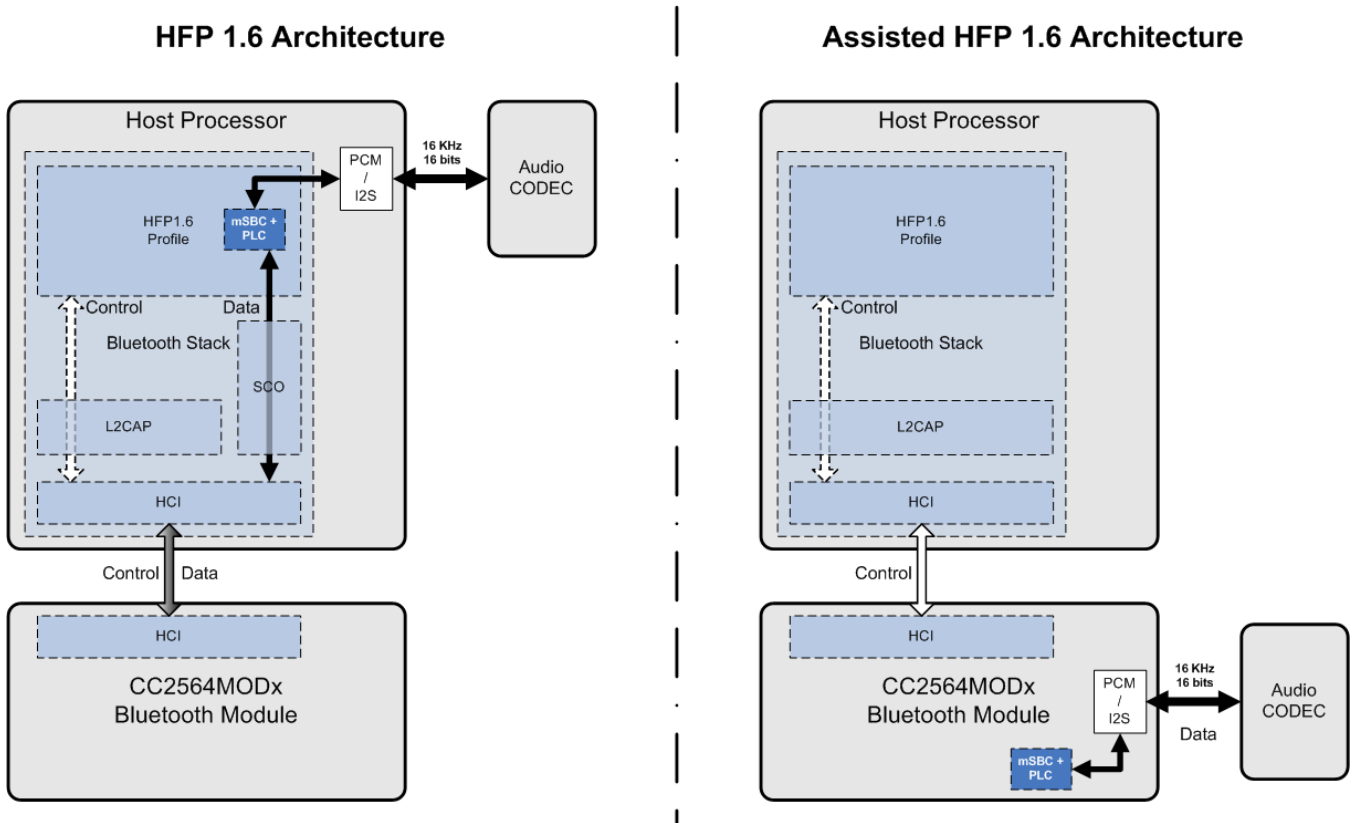 HFP 1.6 Architecture
Host Processor
HFP1.6
Profile
mSBC +
PLC
PCM
/
I2S
16 KHz
16 bits
Audio
CODEC
Control
Data
Bluetooth Stack
SCO
L2CAP
HCI
Control
Data
HCI
CC2564MODx
Bluetooth Module
Assisted HFP 1.6 Architecture
Host Processor
HFP1.6
Profile
Control
Bluetooth Stack
L2CAP
HCI
Control
HCI
CC2564MODx
Bluetooth Module
PCM
/
I2S
mSBC +
PLC
16 KHz
16 bits
Data
Audio
CODEC